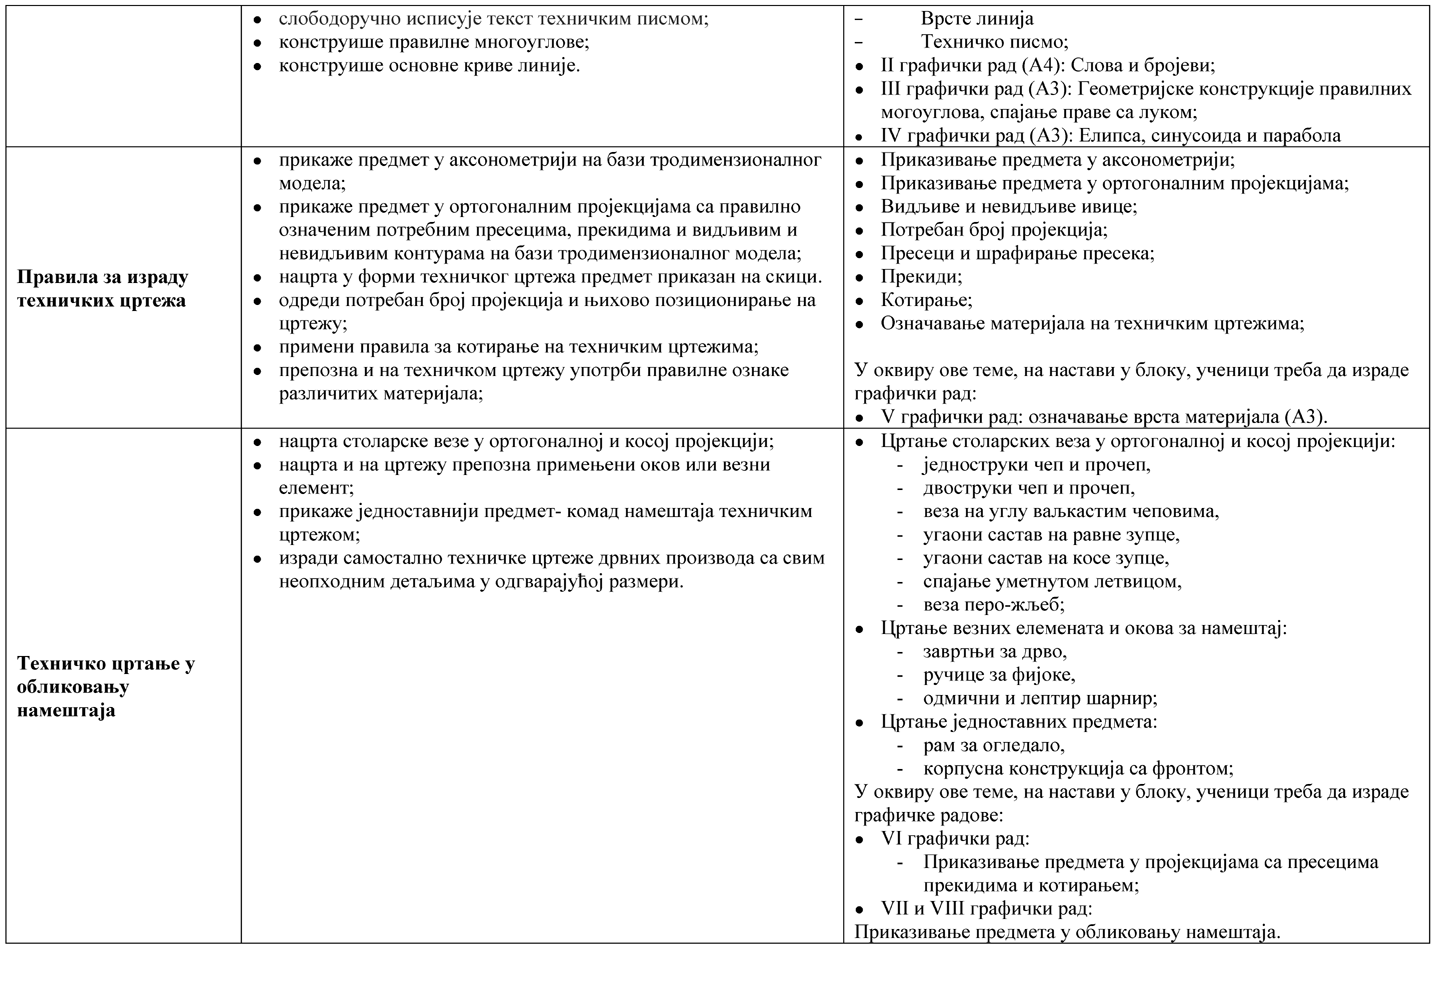 • слободоручно исписује текст техничким писмом;
• конструише правилне многоуглове;
• конструише основне криве линије.
– Врсте линија
– Техничко писмо;
• II графички рад (А4): Слова и бројеви;
• III графички рад (А3): Геометријске конструкције правилних
могоуглова, спајање праве са луком;
• IV графички рад (А3): Елипса, синусоида и парабола
Правила за израду
техничких цртежа
• прикаже предмет у аксонометрији на бази тродимензионалног
модела;
• прикаже предмет у ортогоналним пројекцијама са правилно
означеним потребним пресецима, прекидима и видљивим и
невидљивим контурама на бази тродимензионалног модела;
• нацрта у форми техничког цртежа предмет приказан на скици.
• одреди потребан број пројекција и њихово позиционирање на
цртежу;
• примени правила за котирање на техничким цртежима;
• препозна и на техничком цртежу употрби правилне ознаке
различитих материјала;
• Приказивање предмета у аксонометрији;
• Приказивање предмета у ортогоналним пројекцијама;
• Видљиве и невидљиве ивице;
• Потребан број пројекција;
• Пресеци и шрафирање пресека;
• Прекиди;
• Котирање;
• Означавање материјала на техничким цртежима;
У оквиру ове теме, на настави у блоку, ученици треба да израде
графички рад:
• V графички рад: означавање врста материјала (А3).
Техничко цртање у
обликовању
намештаја
• нацрта столарске везе у ортогоналној и косој пројекцији;
• нацрта и на цртежу препозна примењени оков или везни
елемент;
• прикаже једноставнији предмет- комад намештаја техничким
цртежом;
• изради самостално техничке цртеже дрвних производа са свим
неопходним детаљима у одгварајућој размери.
• Цртање столарских веза у ортогоналној и косој пројекцији:
- једноструки чеп и прочеп,
- двоструки чеп и прочеп,
- веза на углу ваљкастим чеповима,
- угаони састав на равне зупце,
- угаони састав на косе зупце,
- спајање уметнутом летвицом,
- веза перо-жљеб;
• Цртање везних елемената и окова за намештај:
- завртњи за дрво,
- ручице за фијоке,
- одмични и лептир шарнир;
• Цртање једноставних предмета:
- рам за огледало,
- корпусна конструкција са фронтом;
У оквиру ове теме, на настави у блоку, ученици треба да израде
графичке радове:
• VI графички рад:
- Приказивање предмета у пројекцијама са пресецима
прекидима и котирањем;
• VII и VIII графички рад:
Приказивање предмета у обликовању намештаја.